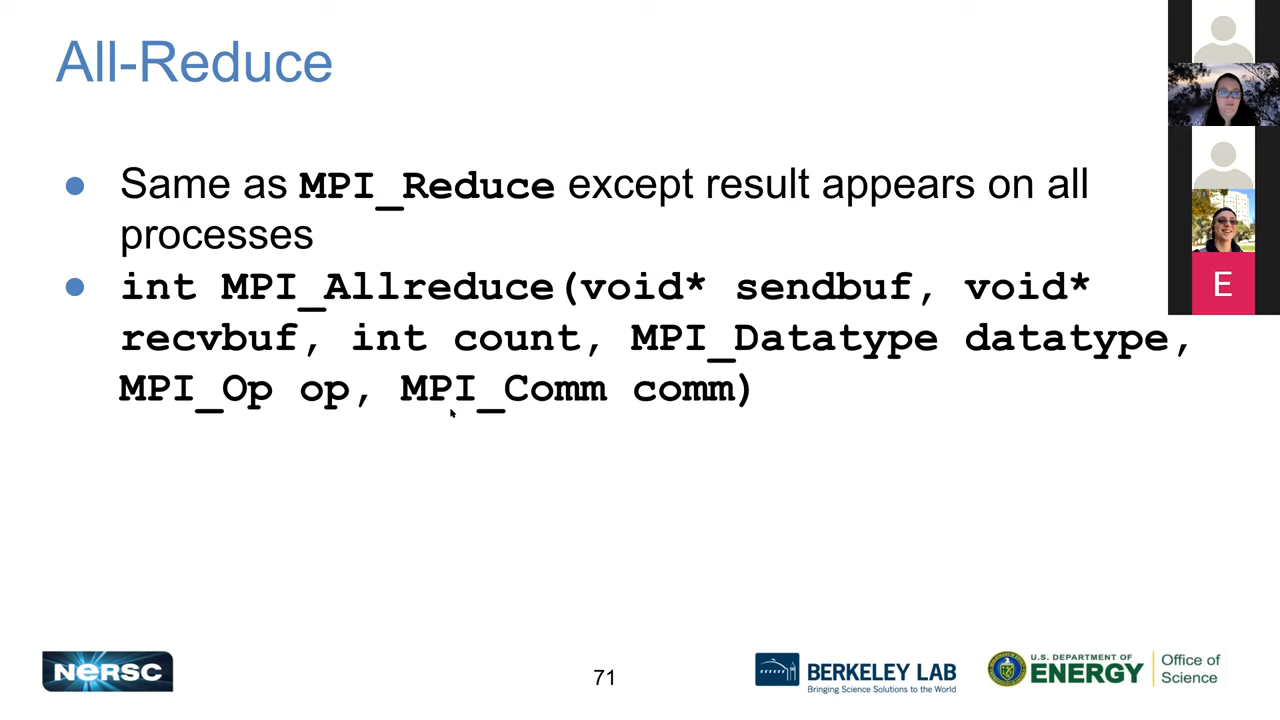 All-Reduce
● Same as MPI_Reduce except result appears on all
processes
● int MPI_Allreduce(void* sendbuf, void*
recvbuf, int count, MPI_Datatype datatype,
MPI_Op op, MPI_Comm comm)
E
NERSC
71
BERKELEY LAB
Bringing Science Solutions to the World
U.S. DEPARTMENT OF
ENERGY
Office of
Science